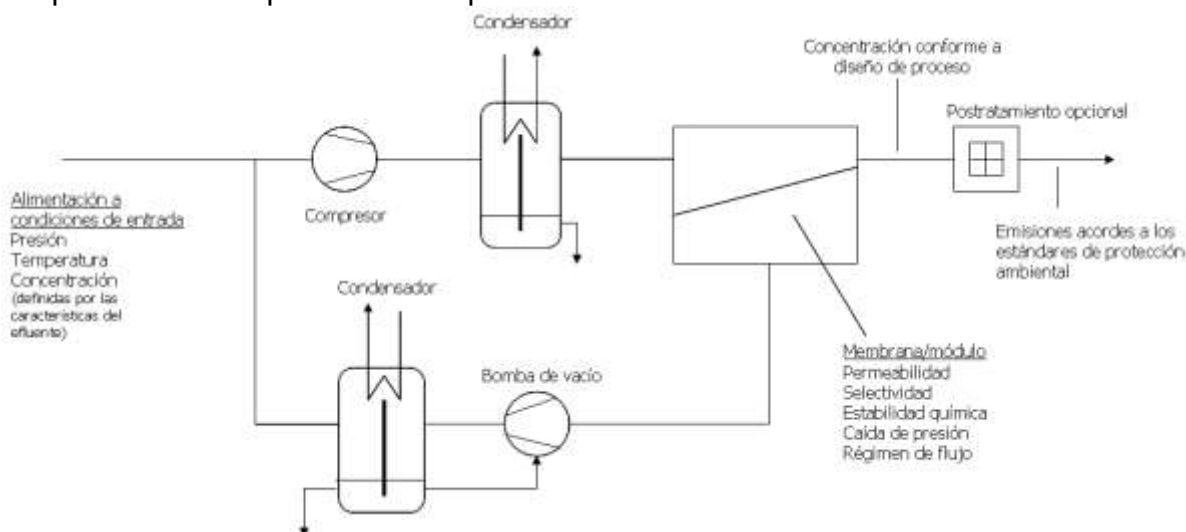 Condensador
Concentración conforme a
diseño de proceso
Postratamiento opcional
Alimentación a
condiciones de entrada
Presión
Temperatura
Concentración
(definidas por las
características del
efluente)
Compresor
Emisiones acordes a los
estándares de protección
ambiental
Condensador
Bomba de vacío
Membrana/módulo
Permeabilidad
Selectividad
Estabilidad química
Caída de presión
Régimen de flujo